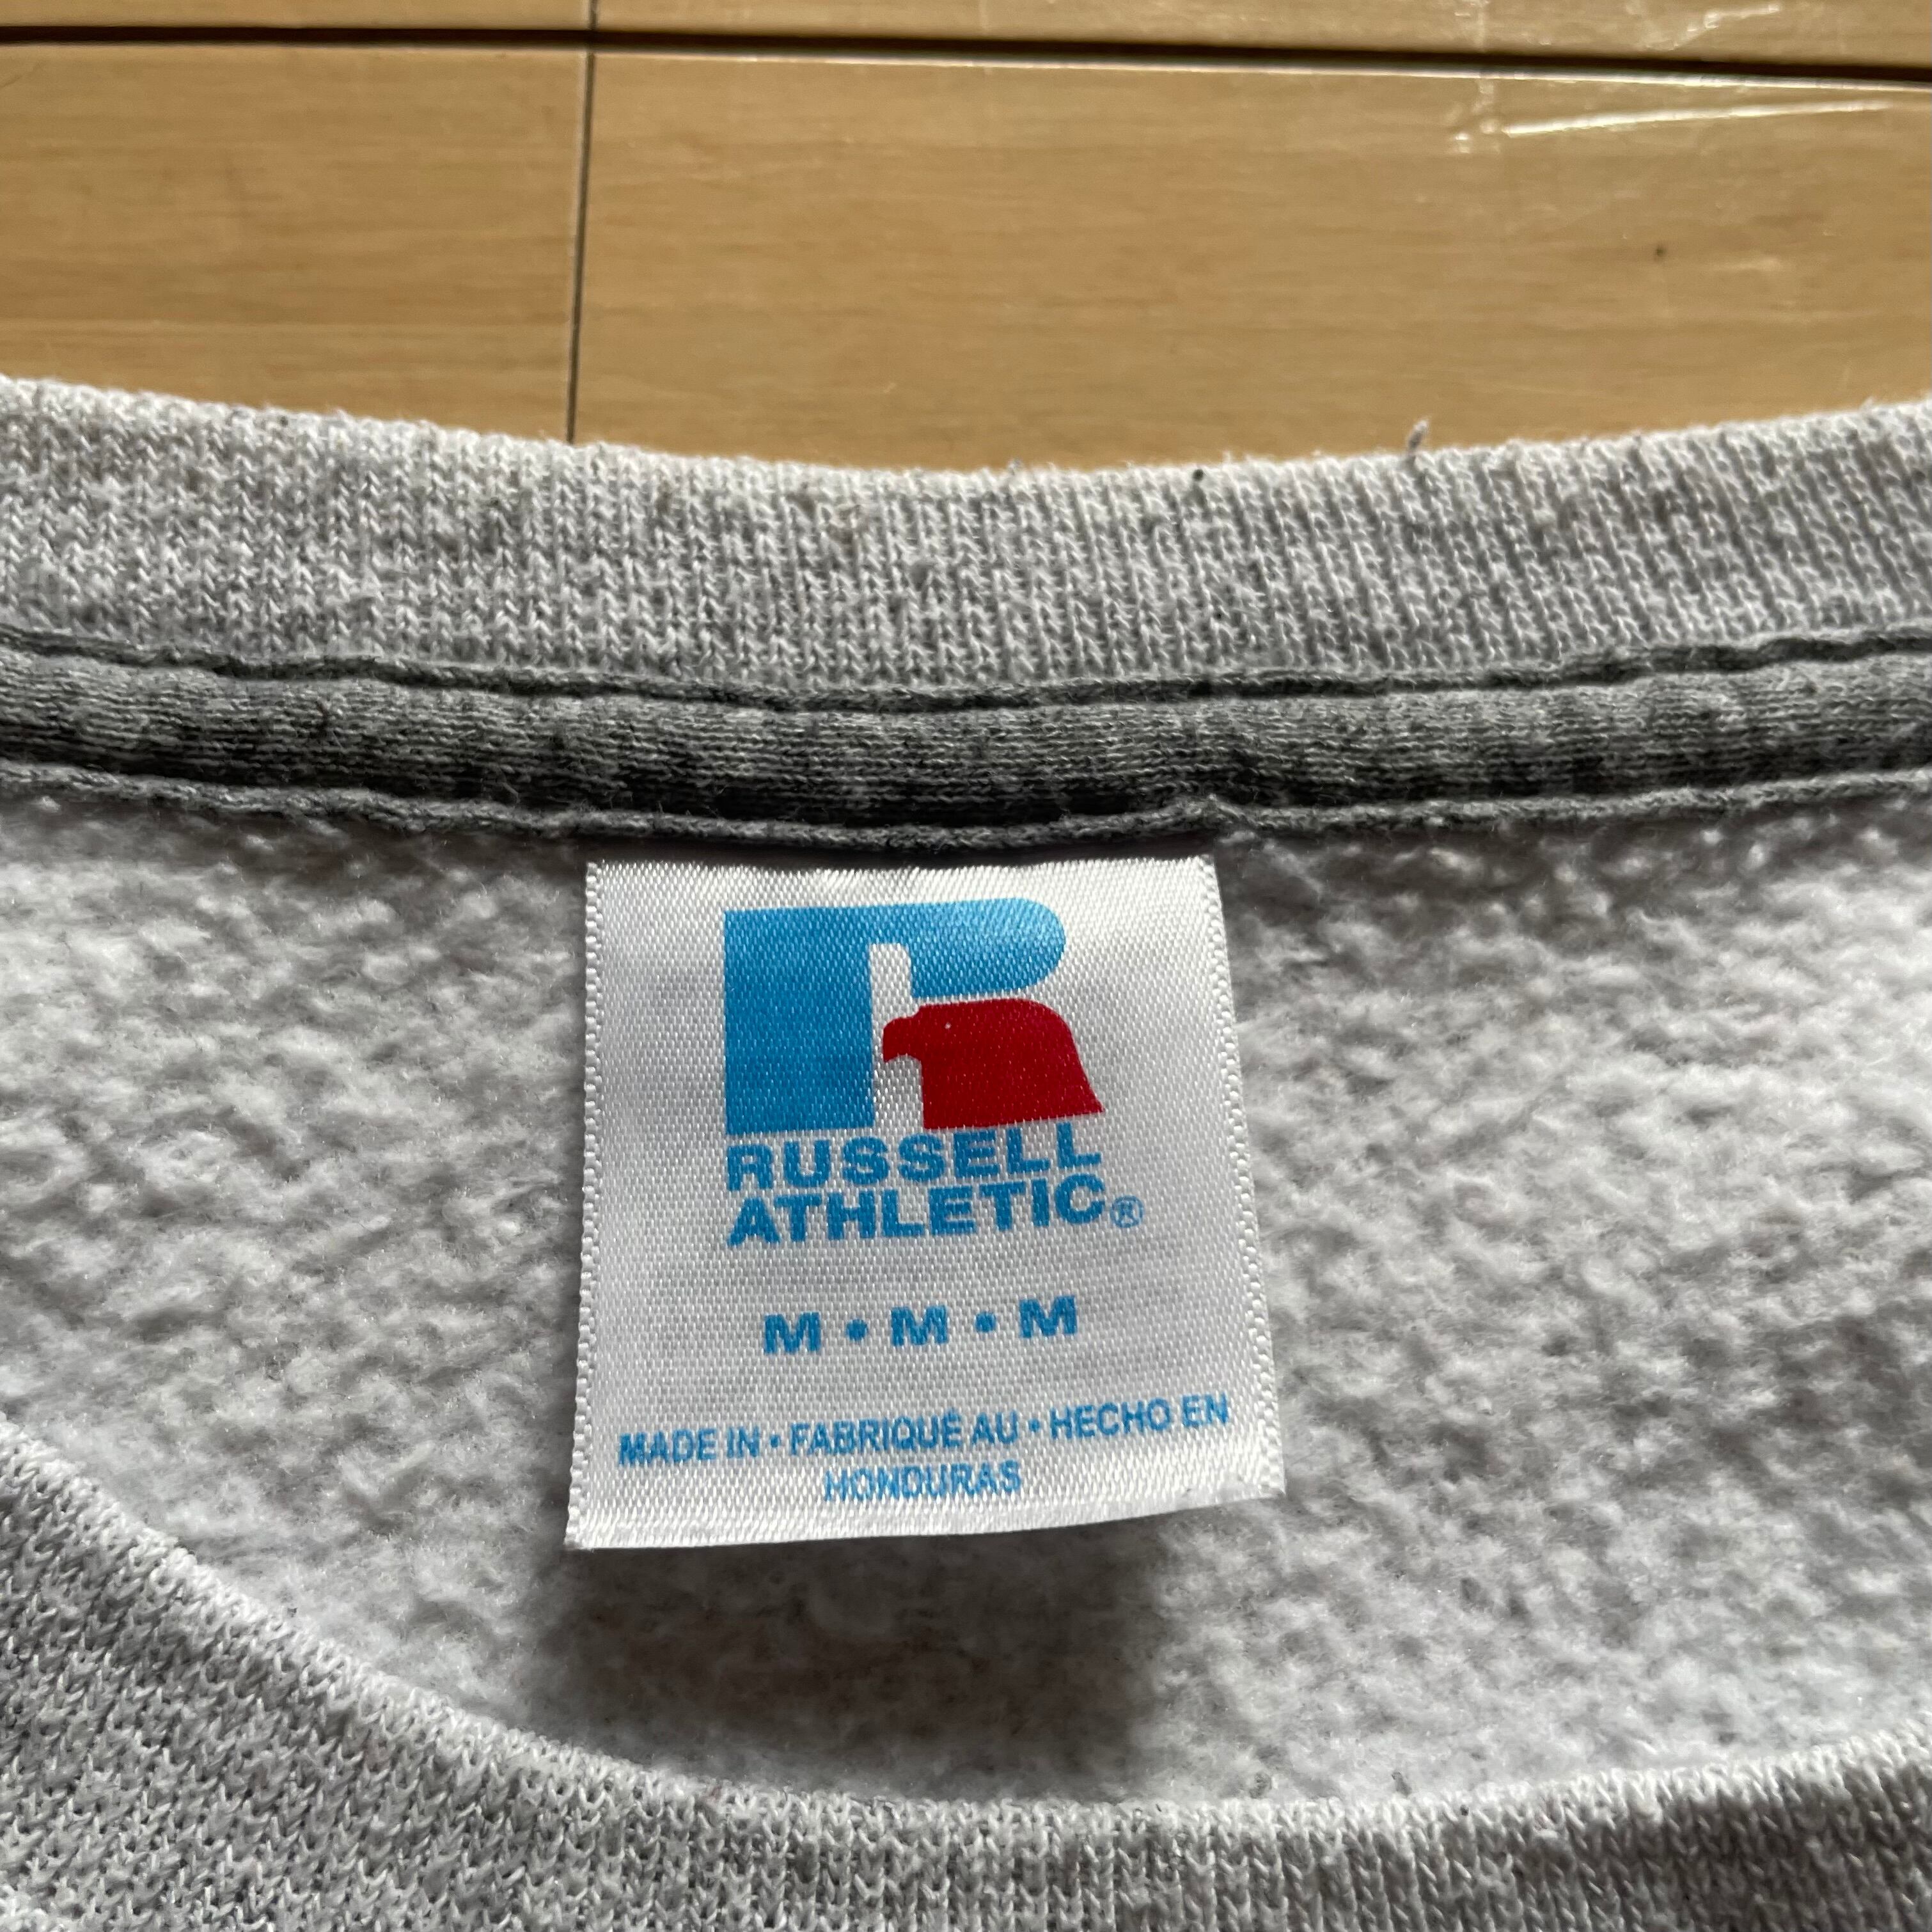 R
RUSSELL
ATHLETIC®
M • M • M
MADE IN • FABRIQUÉ AU • HECHO EN
HONDURAS